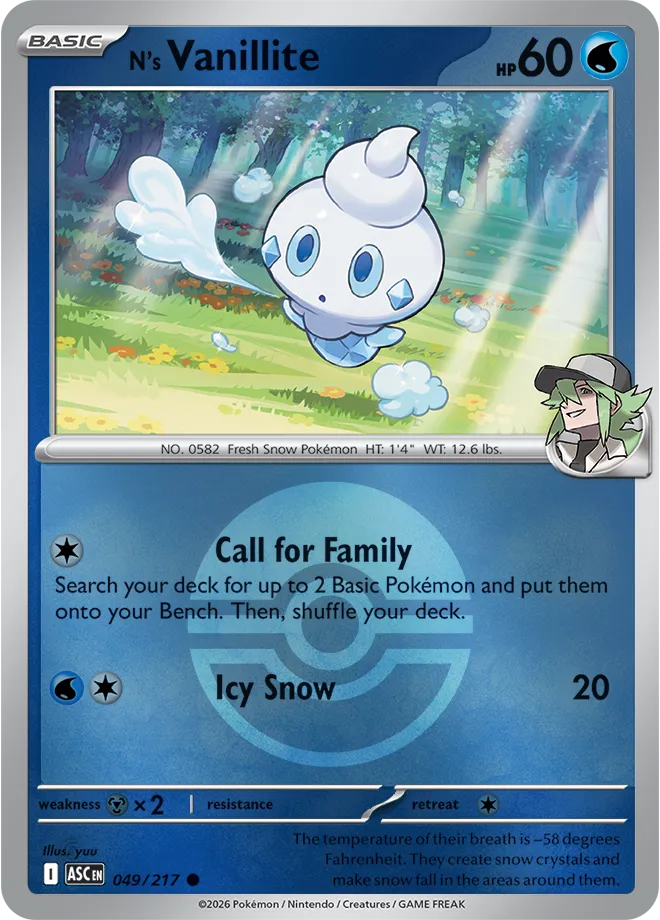 BASIC
N's Vanillite
HP 60
NO. 0582 Fresh Snow Pokémon HT: 1'4" WT: 12.6 lbs.
Call for Family
Search your deck for up to 2 Basic Pokémon and put them
onto your Bench. Then, shuffle your deck.
Icy Snow 20
weakness ×2 resistance retreat
Illus. yuu
The temperature of their breath is -58 degrees
Fahrenheit. They create snow crystals and
make snow fall in the areas around them.
I ASC EN 049/217
©2026 Pokémon / Nintendo / Creatures / GAME FREAK